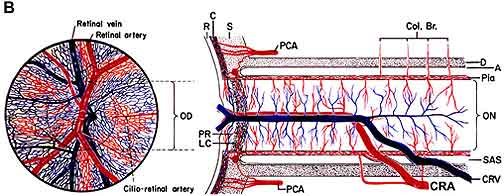 B
Retinal vein
Retinal artery
OD
Cilio-retinal artery
C
R
S
PCA
Col. Br.
D
A
Pia
ON
PR
LC
SAS
CRV
CRA
PCA